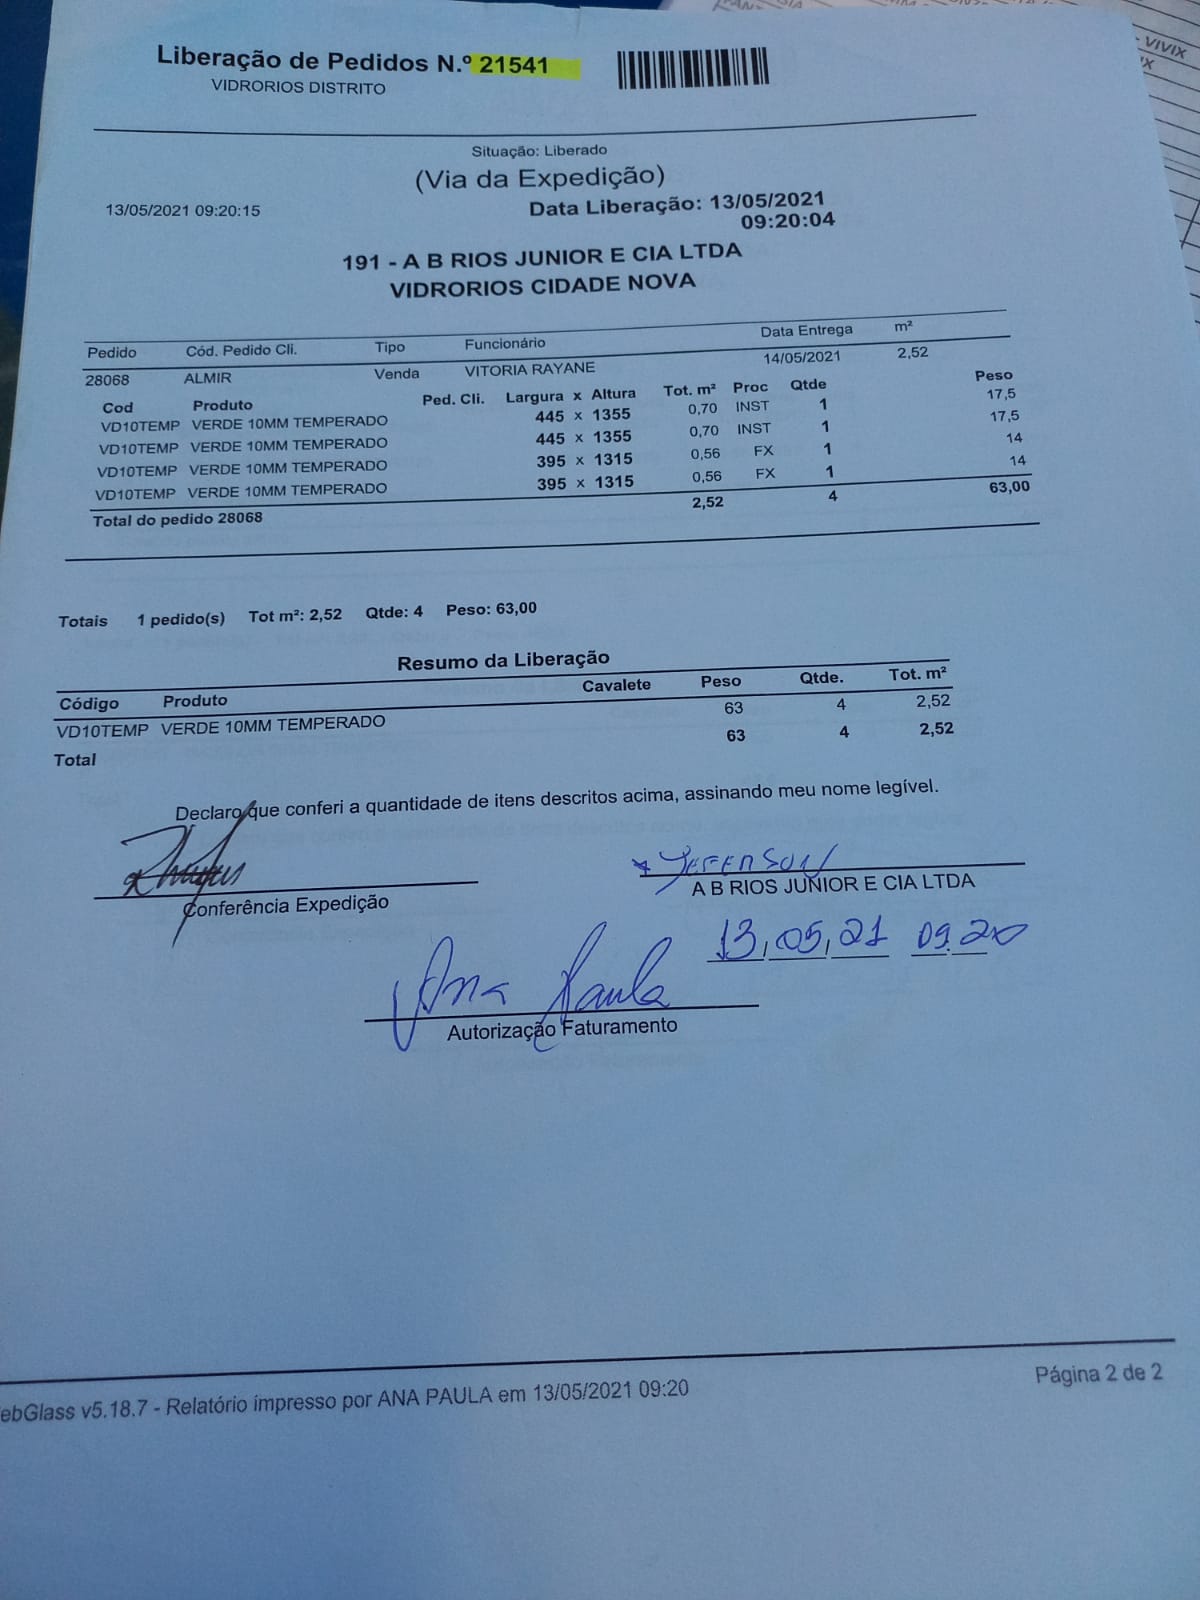 Liberação de Pedidos N.º 21541
VIDRORIOS DISTRITO
VIVIX
Situação: Liberado
(Via da Expedição)
13/05/2021 09:20:15 Data Liberação: 13/05/2021
09:20:04
191 - A B RIOS JUNIOR E CIA LTDA
VIDRORIOS CIDADE NOVA
Pedido Cód. Pedido Cli. Tipo Funcionário Data Entrega m²
28068 ALMIR Venda VITORIA RAYANE 14/05/2021 2,52
Cod Produto Ped. Cli. Largura x Altura Tot. m² Proc Qtde Peso
VD10TEMP VERDE 10MM TEMPERADO 445 x 1355 0,70 INST 1 17,5
VD10TEMP VERDE 10MM TEMPERADO 445 x 1355 0,70 INST 1 17,5
VD10TEMP VERDE 10MM TEMPERADO 395 x 1315 0,56 FX 1 14
VD10TEMP VERDE 10MM TEMPERADO 395 x 1315 0,56 FX 1 14
Total do pedido 28068 2,52 4 63,00
Totais 1 pedido(s) Tot m²: 2,52 Qtde: 4 Peso: 63,00
Resumo da Liberação
Código Produto Cavalete Peso Qtde. Tot. m²
VD10TEMP VERDE 10MM TEMPERADO 63 4 2,52
Total 63 4 2,52
Declaro que conferi a quantidade de itens descritos acima, assinando meu nome legível.
JEFERSON
Conferência Expedição A B RIOS JUNIOR E CIA LTDA
13,05,21 09.20
Ana Paula
Autorização Faturamento
ebGlass v5.18.7 - Relatório impresso por ANA PAULA em 13/05/2021 09:20 Página 2 de 2